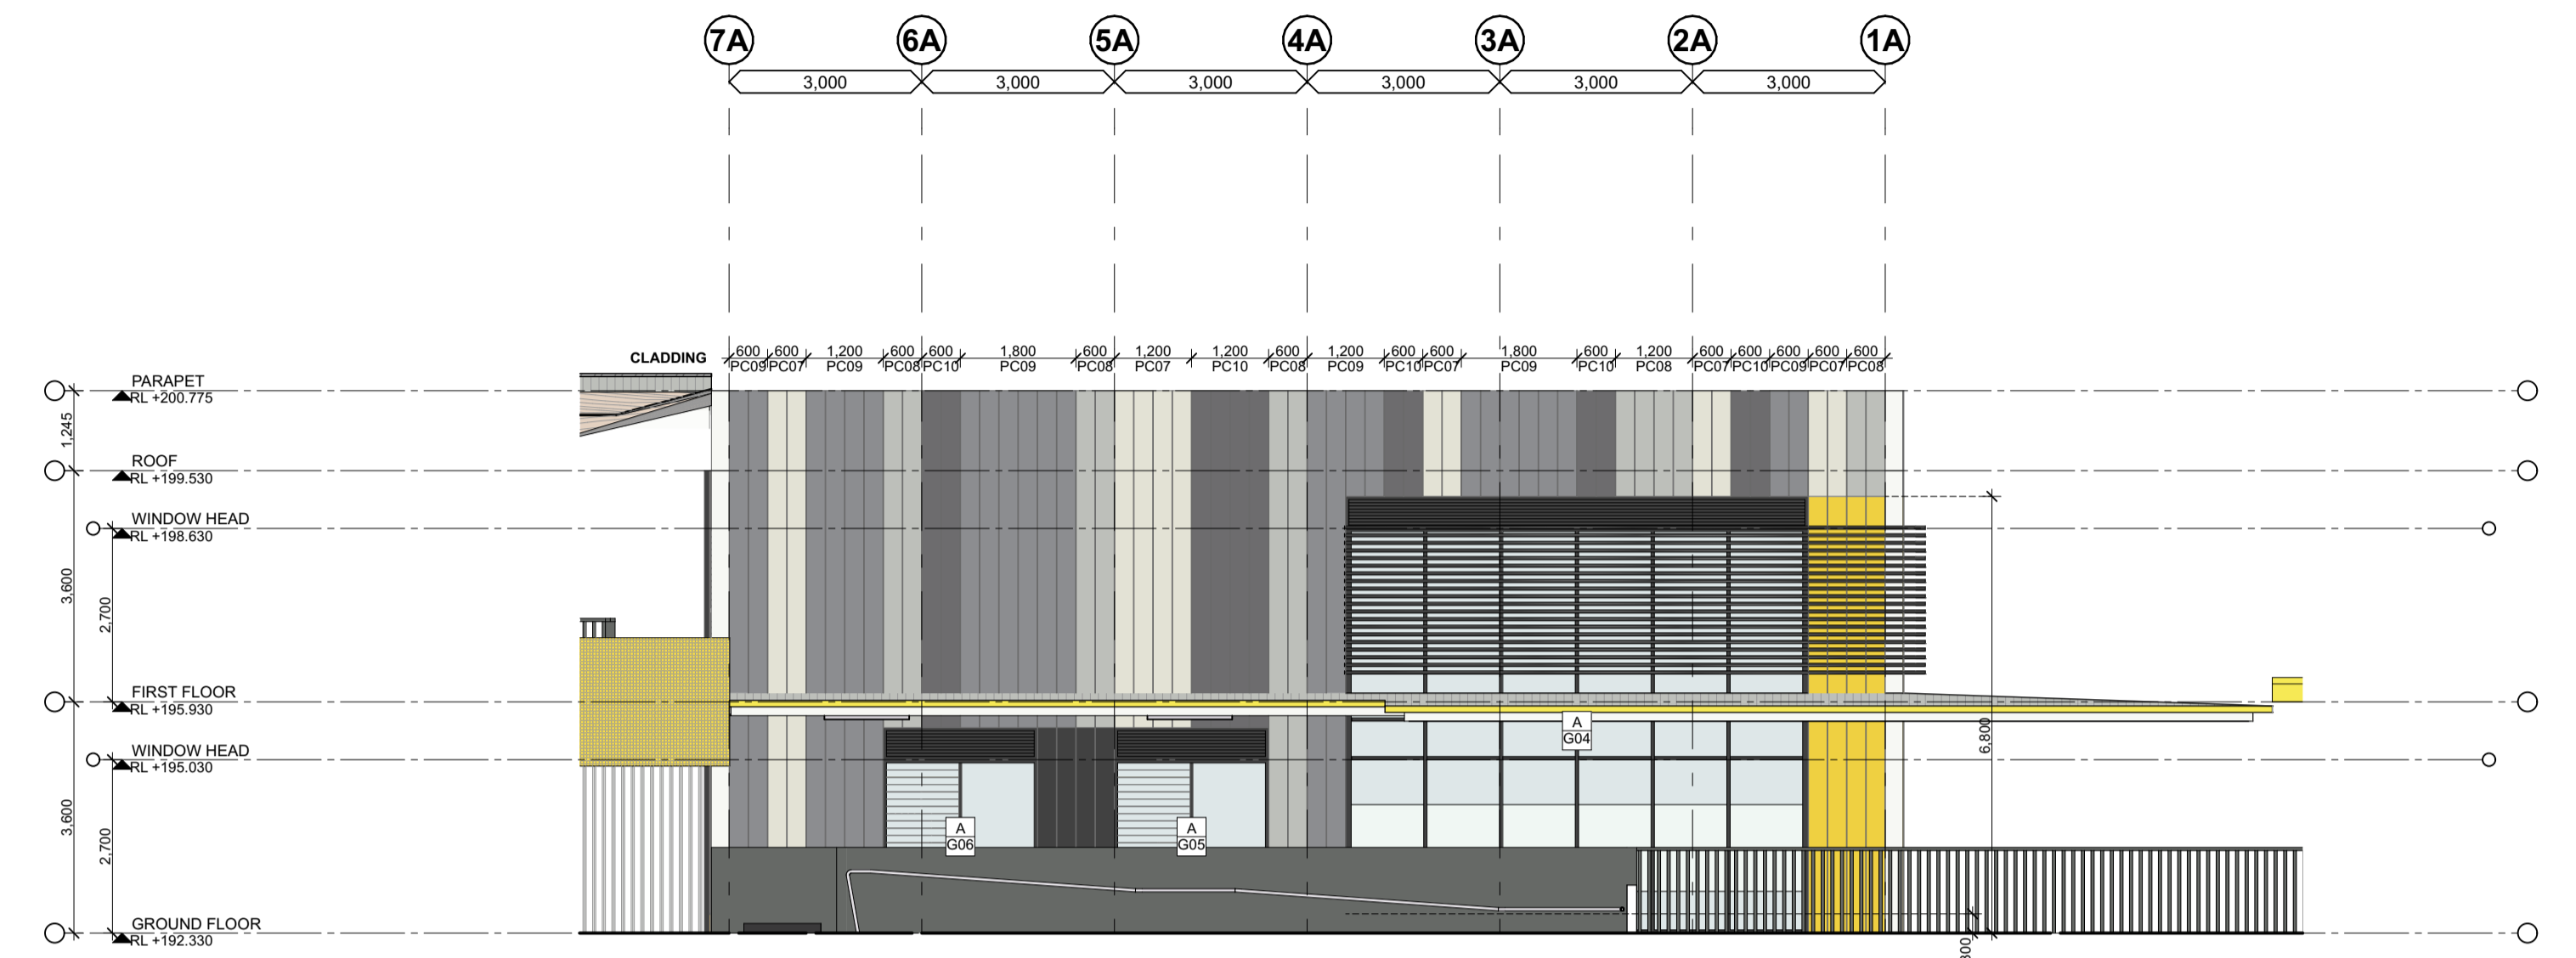 7A 6A 5A 4A 3A 2A 1A
3,000 3,000 3,000 3,000 3,000 3,000
600 600 1,200 600 600 1,800 600 1,200 1,200 600 1,200 600 600 1,800 600 1,200 600 600 600 600 600
CLADDING PC09 PC07 PC09 PC08 PC10 PC09 PC08 PC07 PC10 PC08 PC09 PC10 PC07 PC09 PC10 PC08 PC07 PC10 PC09 PC07 PC08
PARAPET
RL +200.775
1,245
ROOF
RL +199.530
WINDOW HEAD
RL +198.630
3,600
2,700
FIRST FLOOR
RL +195.930
A
G04
6,800
WINDOW HEAD
RL +195.030
3,600
2,700
A
G06
A
G05
GROUND FLOOR
RL +192.330